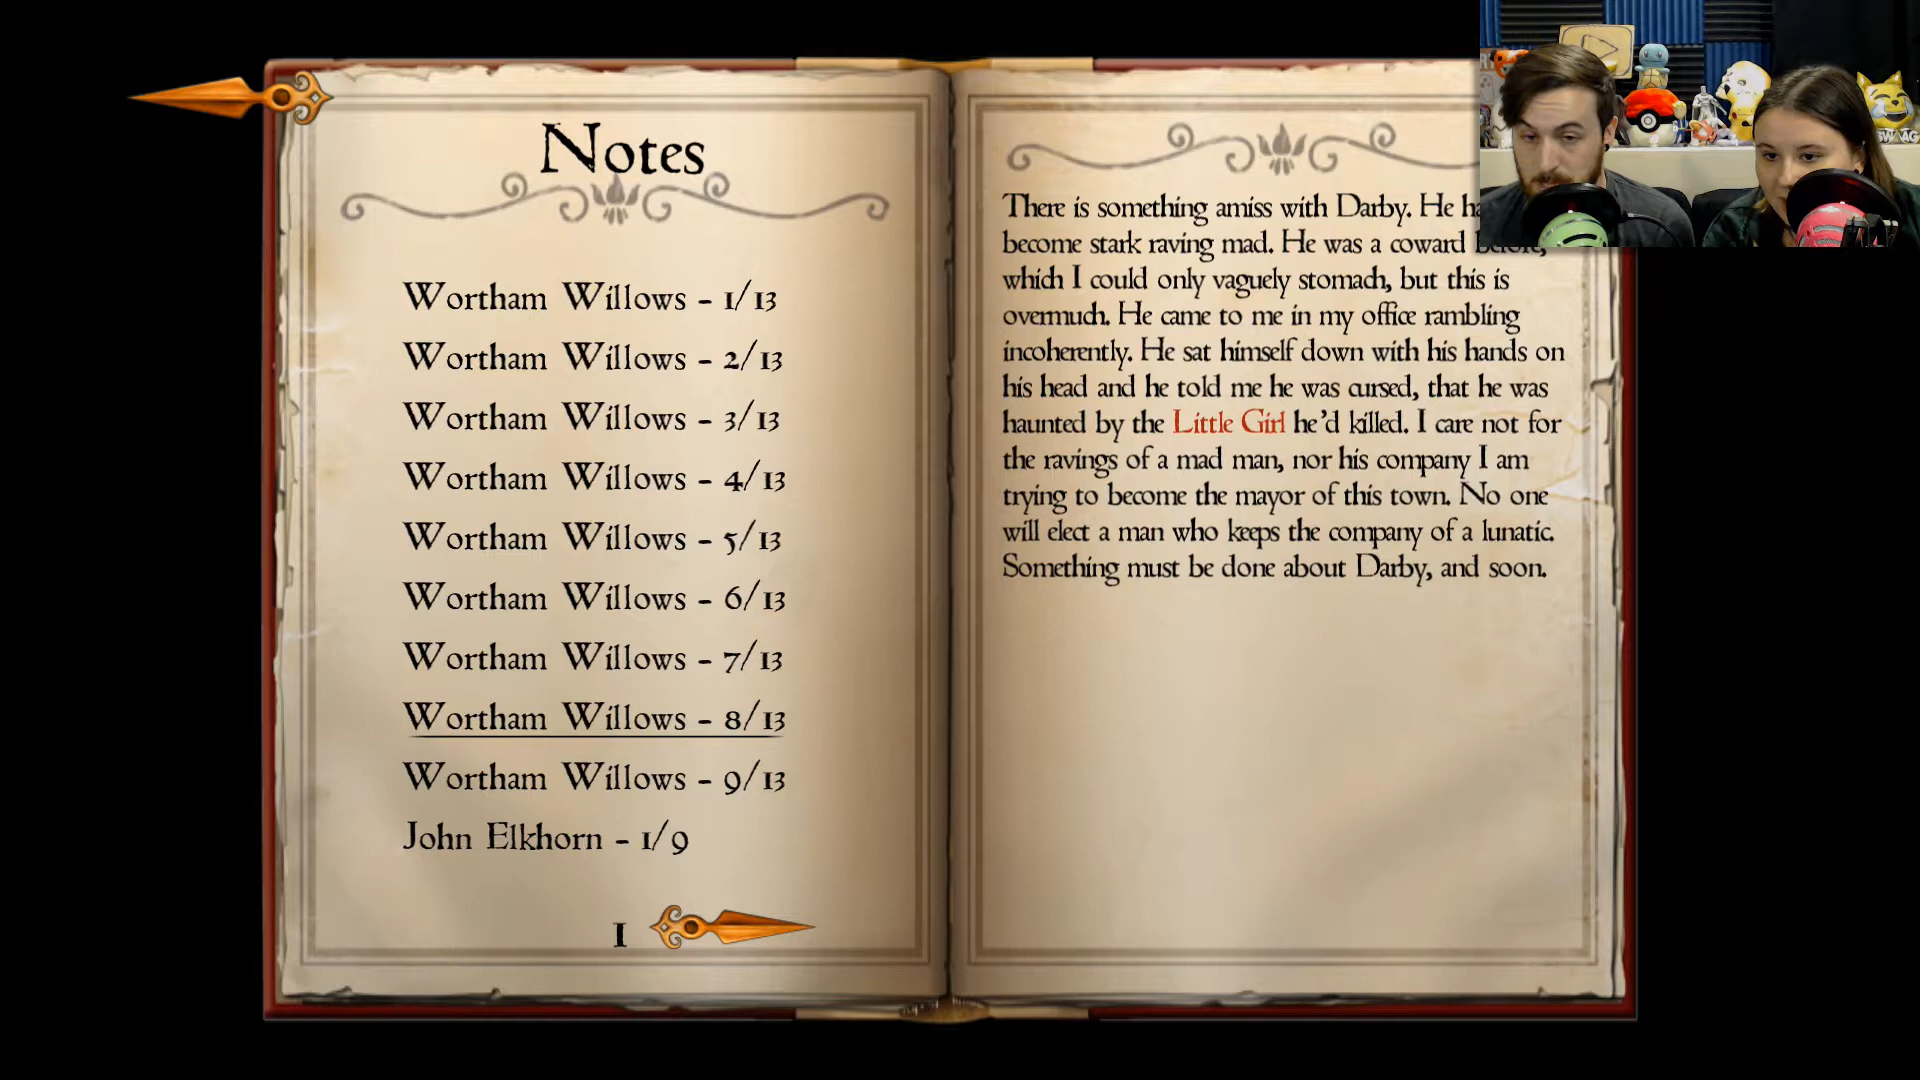 Notes
Wortham Willows - 1/13
Wortham Willows - 2/13
Wortham Willows - 3/13
Wortham Willows - 4/13
Wortham Willows - 5/13
Wortham Willows - 6/13
Wortham Willows - 7/13
Wortham Willows - 8/13
Wortham Willows - 9/13
John Elkhorn - 1/9
1
There is something amiss with Darby. He
become stark raving mad. He was a coward
which I could only vaguely stomach, but this is
overmuch. He came to me in my office rambling
incoherently. He sat himself down with his hands on
his head and he told me he was cursed, that he was
haunted by the Little Girl he'd killed. I care not for
the ravings of a mad man, nor his company I am
trying to become the mayor of this town. No one
will elect a man who keeps the company of a lunatic.
Something must be done about Darby, and soon.